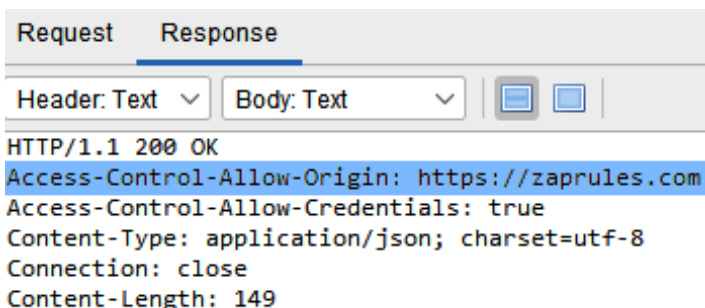 Request Response
Header: Text Body: Text
HTTP/1.1 200 OK
Access-Control-Allow-Origin: https://zaprules.com
Access-Control-Allow-Credentials: true
Content-Type: application/json; charset=utf-8
Connection: close
Content-Length: 149